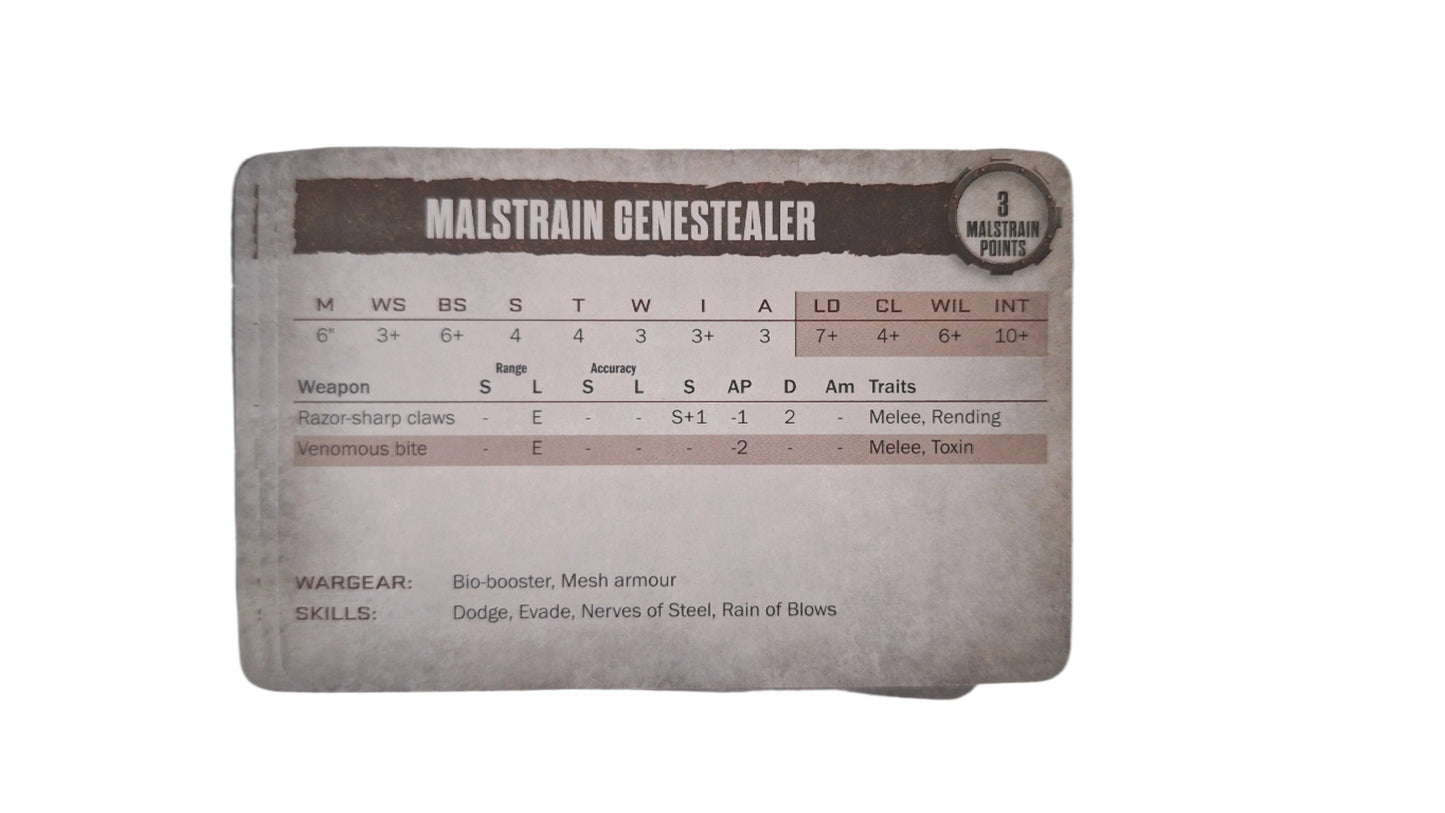 MALSTRAIN GENESTEALER
3
MALSTRAIN
POINTS
M WS BS S T W I A LD CL WIL INT
6" 3+ 6+ 4 4 3 3+ 3 7+ 4+ 6+ 10+
Range Accuracy
Weapon S L S L S AP D Am Traits
Razor-sharp claws - E - - S+1 -1 2 - Melee, Rending
Venomous bite - E - - - -2 - - Melee, Toxin
WARGEAR: Bio-booster, Mesh armour
SKILLS: Dodge, Evade, Nerves of Steel, Rain of Blows